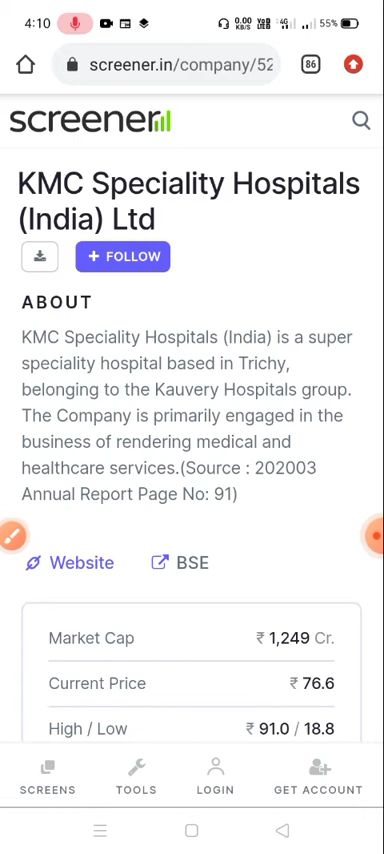 4:10
0.00 KB/S
VoD LTE
4G
55%
screener.in/company/52
86
screener
KMC Speciality Hospitals
(India) Ltd
+ FOLLOW
ABOUT
KMC Speciality Hospitals (India) is a super
speciality hospital based in Trichy,
belonging to the Kauvery Hospitals group.
The Company is primarily engaged in the
business of rendering medical and
healthcare services.(Source : 202003
Annual Report Page No: 91)
Website BSE
Market Cap ₹ 1,249 Cr.
Current Price ₹ 76.6
High / Low ₹ 91.0 / 18.8
SCREENS TOOLS LOGIN GET ACCOUNT